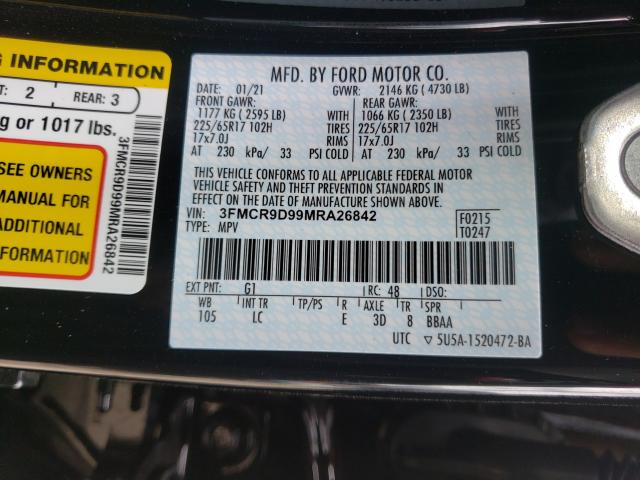 G INFORMATION
T: 2 REAR: 3
g or 1017 lbs.
SEE OWNERS
MANUAL FOR
ADDITIONAL
INFORMATION
3FMCR9D99MRA26842
MFD. BY FORD MOTOR CO.
DATE: 01/21 GVWR: 2146 KG ( 4730 LB)
FRONT GAWR: REAR GAWR:
1177 KG ( 2595 LB) WITH 1066 KG ( 2350 LB)
225/65R17 102H TIRES 225/65R17 102H
17x7.0J RIMS 17x7.0J
AT 230 kPa/ 33 PSI COLD AT 230 kPa/ 33 PSI COLD
WITH
TIRES
RIMS
THIS VEHICLE CONFORMS TO ALL APPLICABLE FEDERAL MOTOR
VEHICLE SAFETY AND THEFT PREVENTION STANDARDS IN
EFFECT ON THE DATE OF MANUFACTURE SHOWN ABOVE.
VIN: 3FMCR9D99MRA26842 F0215
TYPE: MPV T0247
EXT PNT: G1 RC: 48 DSO:
WB INT TR TP/PS R AXLE TR SPR
105 LC E 3D 8 BBAA
UTC ▽ 5U5A-1520472-BA